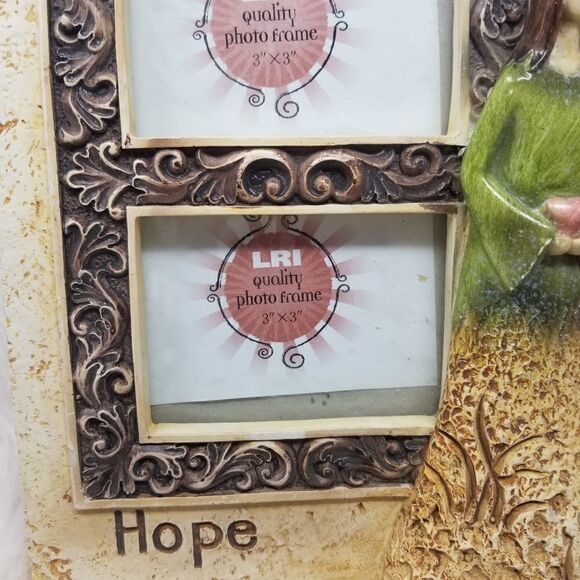 quality
photo frame
3"×3"
LRI
quality
photo frame
3"×3"
Hope